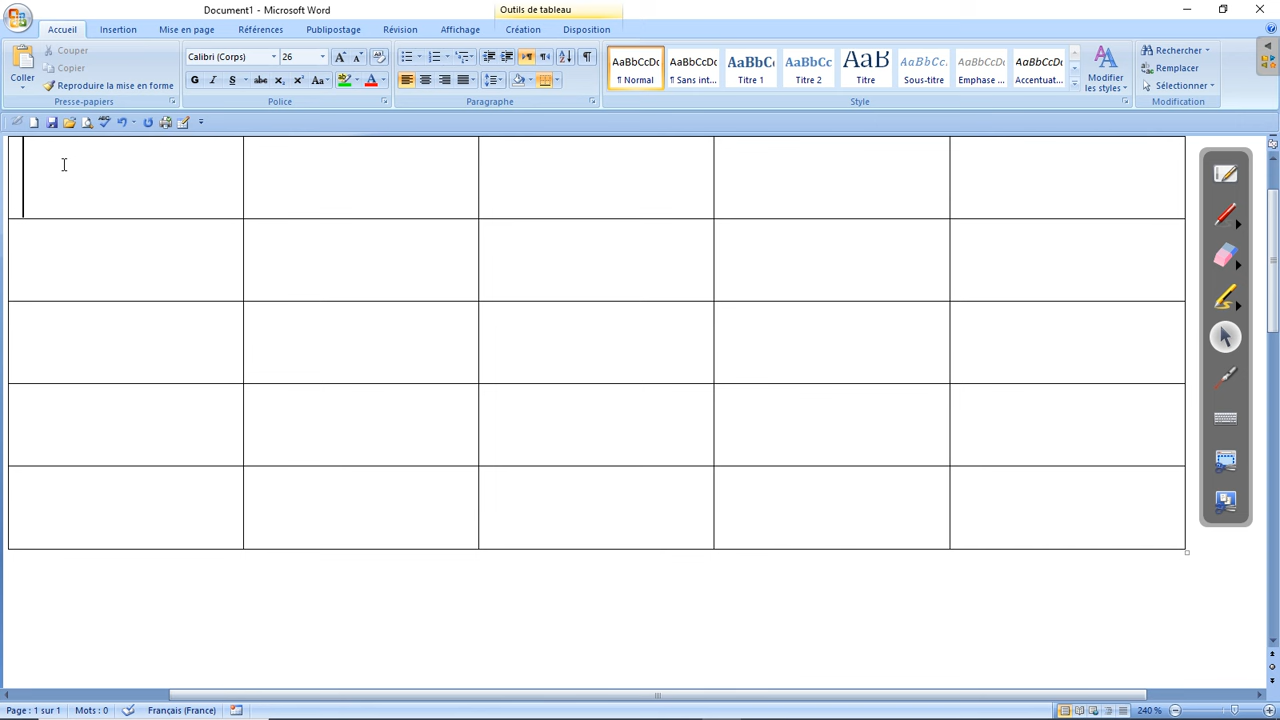 Document1 - Microsoft Word
Outils de tableau
Accueil
Insertion
Mise en page
Références
Publipostage
Révision
Affichage
Création
Disposition
Coller
Couper
Copier
Reproduire la mise en forme
Presse-papiers
Calibri (Corps)
26
Police
Paragraphe
AaBbCcDc
¶ Normal
AaBbCcDc
¶ Sans int...
AaBbCc
Titre 1
AaBbCc
Titre 2
AaB
Titre
AaBbCc.
Sous-titre
AaBbCcDc
Emphase ...
AaBbCcDc
Accentuat...
Modifier
les styles
Style
Rechercher
Remplacer
Sélectionner
Modification
Page : 1 sur 1
Mots : 0
Français (France)
240 %